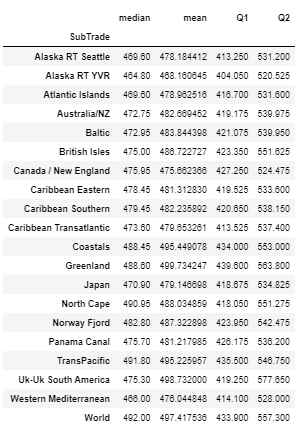 median mean Q1 Q2
SubTrade
Alaska RT Seattle 469.60 478.184412 413.250 531.200
Alaska RT YVR 464.80 468.160645 404.050 520.525
Atlantic Islands 469.60 478.962516 416.700 531.600
Australia/NZ 472.75 482.669452 419.175 539.975
Baltic 472.95 483.844398 421.075 539.950
British Isles 475.00 486.722727 423.350 551.625
Canada / New England 475.95 475.662366 427.250 524.475
Caribbean Eastern 478.45 481.312830 419.525 533.600
Caribbean Southern 479.45 482.235892 420.650 538.150
Caribbean Transatlantic 473.60 479.653261 413.525 537.400
Coastals 488.45 495.449078 434.000 553.000
Greenland 488.60 499.734247 439.600 563.800
Japan 470.90 479.146698 418.675 534.825
North Cape 490.95 488.034859 418.050 551.275
Norway Fjord 482.80 487.322898 423.950 542.475
Panama Canal 475.70 481.217985 426.175 536.200
TransPacific 491.80 495.225957 435.500 546.750
Uk-Uk South America 475.30 498.732000 419.250 577.650
Western Mediterranean 466.00 476.044848 414.100 528.000
World 492.00 497.417536 433.900 557.300